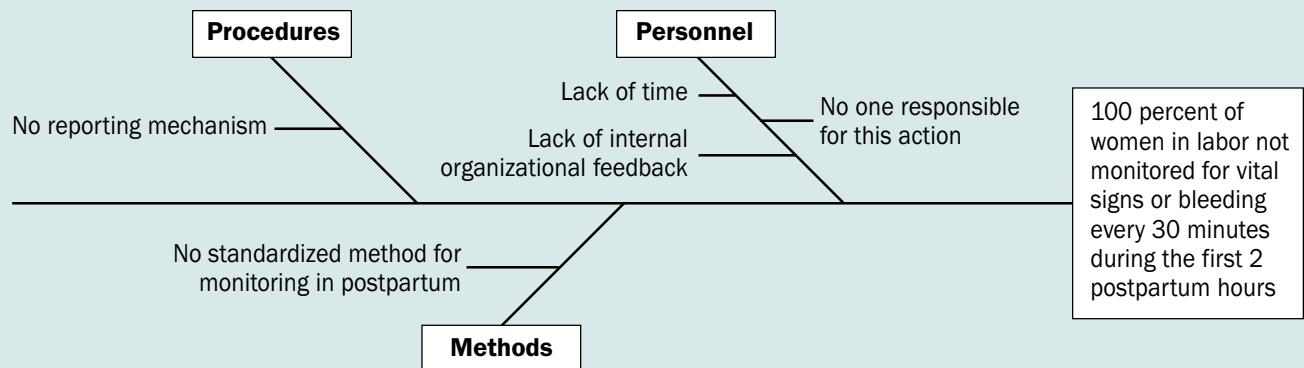 Procedures
Personnel
No reporting mechanism
Lack of time
Lack of internal
organizational feedback
No one responsible
for this action
100 percent of
women in labor not
monitored for vital
signs or bleeding
every 30 minutes
during the first 2
postpartum hours
No standardized method for
monitoring in postpartum
Methods